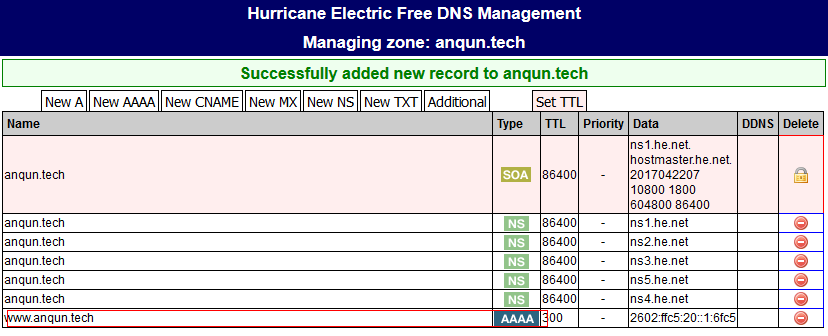 Hurricane Electric Free DNS Management
Managing zone: anqun.tech
Successfully added new record to anqun.tech
New A New AAAA New CNAME New MX New NS New TXT Additional Set TTL
Name Type TTL Priority Data DDNS Delete
anqun.tech SOA 86400 - ns1.he.net.
hostmaster.he.net.
2017042207
10800 1800
604800 86400
anqun.tech NS 86400 - ns1.he.net
anqun.tech NS 86400 - ns2.he.net
anqun.tech NS 86400 - ns3.he.net
anqun.tech NS 86400 - ns5.he.net
anqun.tech NS 86400 - ns4.he.net
www.anqun.tech AAAA 300 - 2602:ffc5:20::1:6fc5